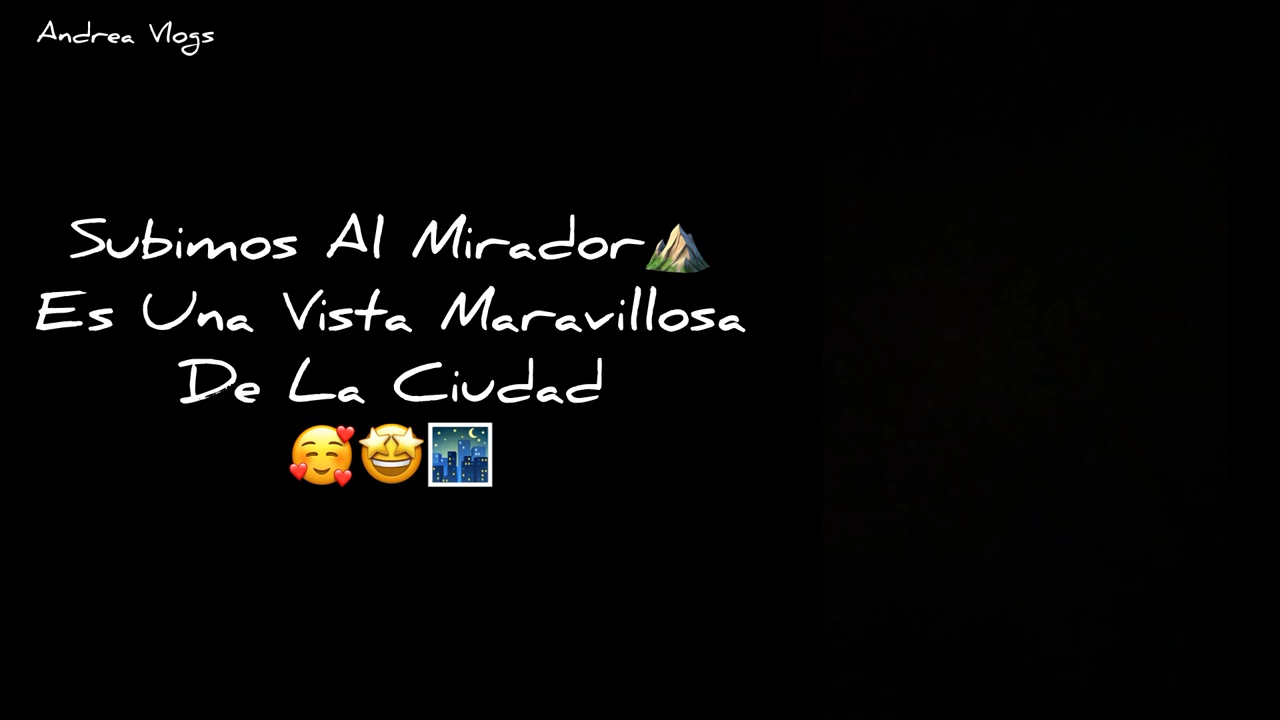 Andrea Vlogs
Subimos Al Mirador⛰️
Es Una Vista Maravillosa
De La Ciudad
🥰🤩🌃